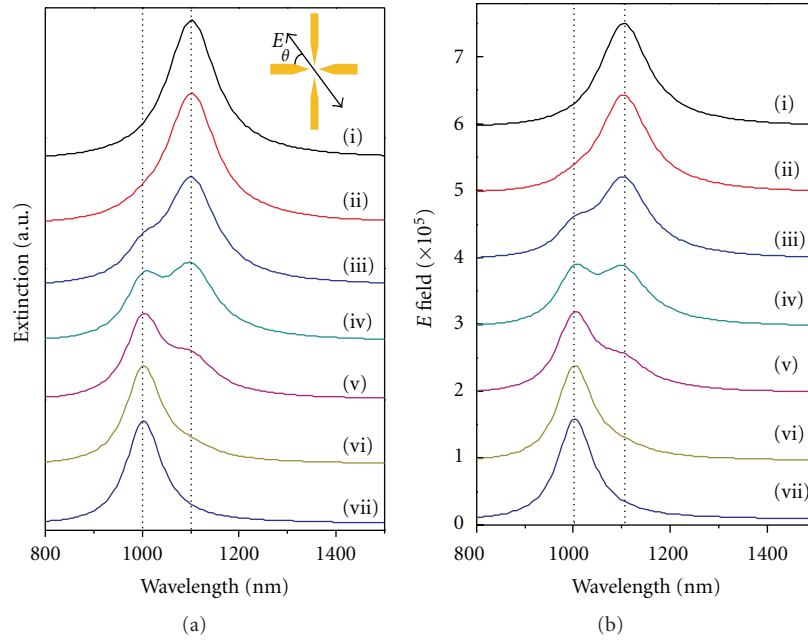 E
θ
(i)
(ii)
(iii)
(iv)
(v)
(vi)
(vii)
Extinction (a.u.)
800 1000 1200 1400
Wavelength (nm)
(a)
7
6
5
4
3
2
1
0
E field (×10⁵)
(i)
(ii)
(iii)
(iv)
(v)
(vi)
(vii)
800 1000 1200 1400
Wavelength (nm)
(b)